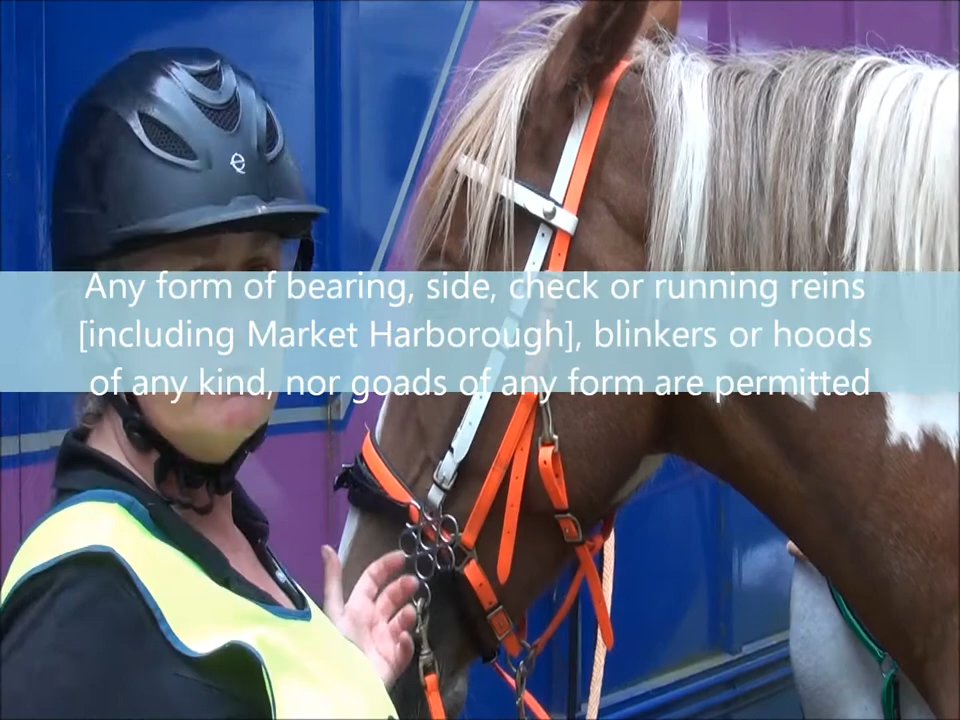 Any form of bearing, side, check or running reins
[including Market Harborough], blinkers or hoods
of any kind, nor goads of any form are permitted